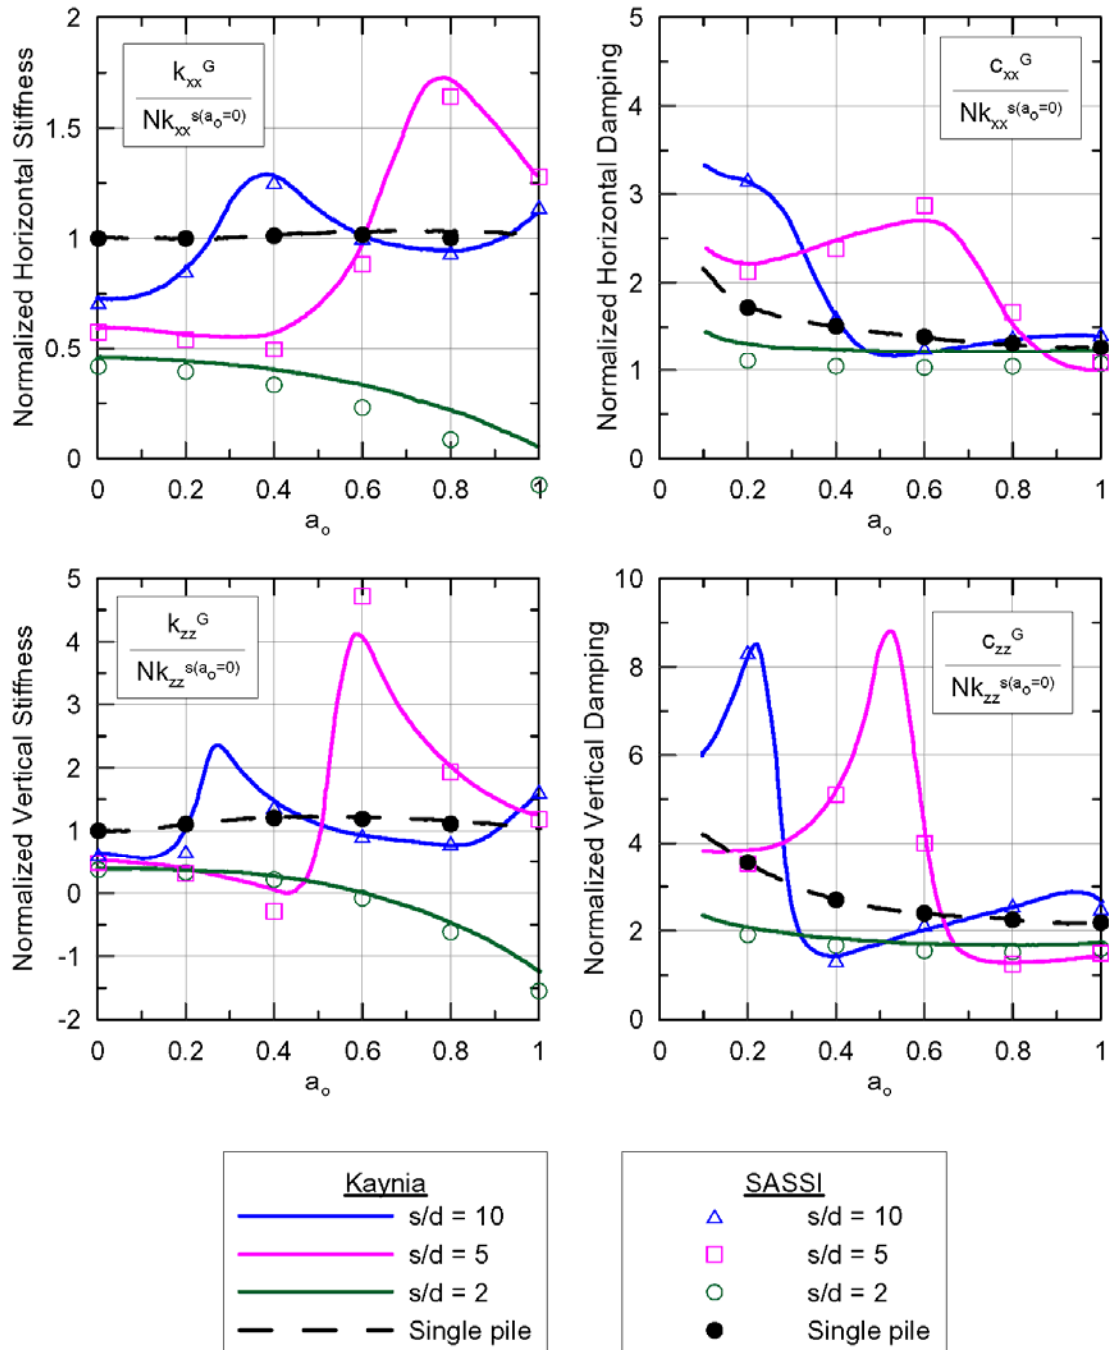 Normalized Horizontal Stiffness
2
1.5
1
0.5
0
k_xx^G
Nk_xx^s(a_o=0)
0 0.2 0.4 0.6 0.8 1
a_o
Normalized Horizontal Damping
5
4
3
2
1
0
c_xx^G
Nk_xx^s(a_o=0)
0 0.2 0.4 0.6 0.8 1
a_o
Normalized Vertical Stiffness
5
4
3
2
1
0
-1
-2
k_zz^G
Nk_zz^s(a_o=0)
0 0.2 0.4 0.6 0.8 1
a_o
Normalized Vertical Damping
10
8
6
4
2
0
c_zz^G
Nk_zz^s(a_o=0)
0 0.2 0.4 0.6 0.8 1
a_o
Kaynia
s/d = 10
s/d = 5
s/d = 2
Single pile
SASSI
s/d = 10
s/d = 5
s/d = 2
Single pile